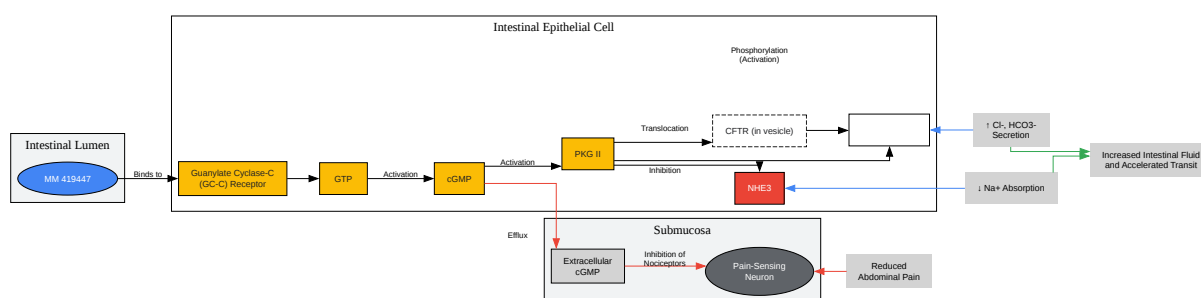 Intestinal Epithelial Cell
Phosphorylation
(Activation)
Translocation
CFTR (in vesicle)
↑ Cl-, HCO3-
Secretion
Intestinal Lumen
MM 419447
Binds to
Guanylate Cyclase-C
(GC-C) Receptor
GTP
Activation
cGMP
Activation
PKG II
Inhibition
NHE3
↓ Na+ Absorption
Increased Intestinal Fluid
and Accelerated Transit
Submucosa
Efflux
Extracellular
cGMP
Inhibition of
Nociceptors
Pain-Sensing
Neuron
Reduced
Abdominal Pain